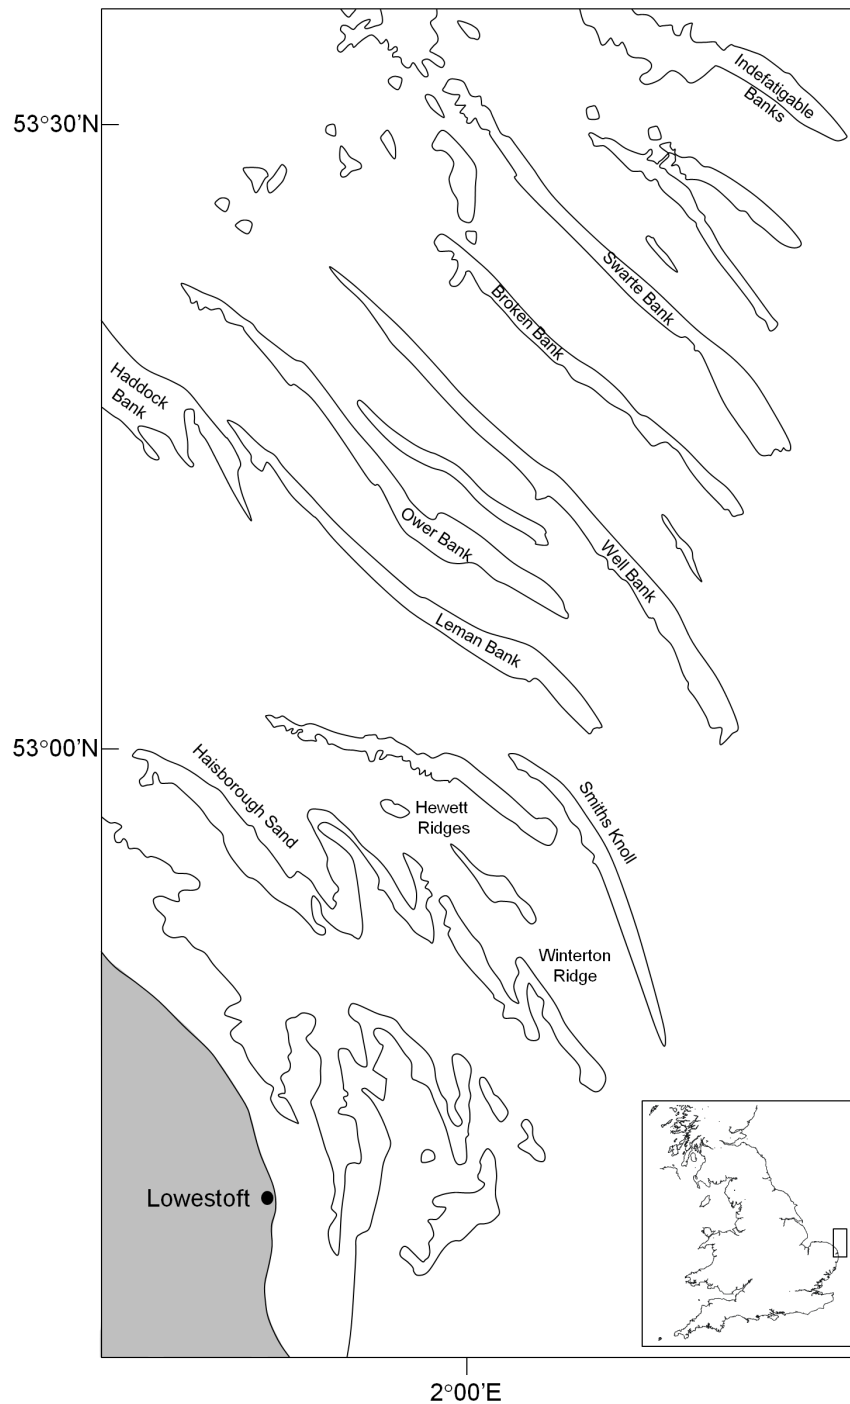 Indefatigable
Banks
53°30'N
Swarte Bank
Broken Bank
Haddock
Bank
Ower Bank
Well Bank
Leman Bank
53°00'N
Haisborough Sand
Smiths Knoll
Hewett
Ridges
Winterton
Ridge
Lowestoft
2°00'E